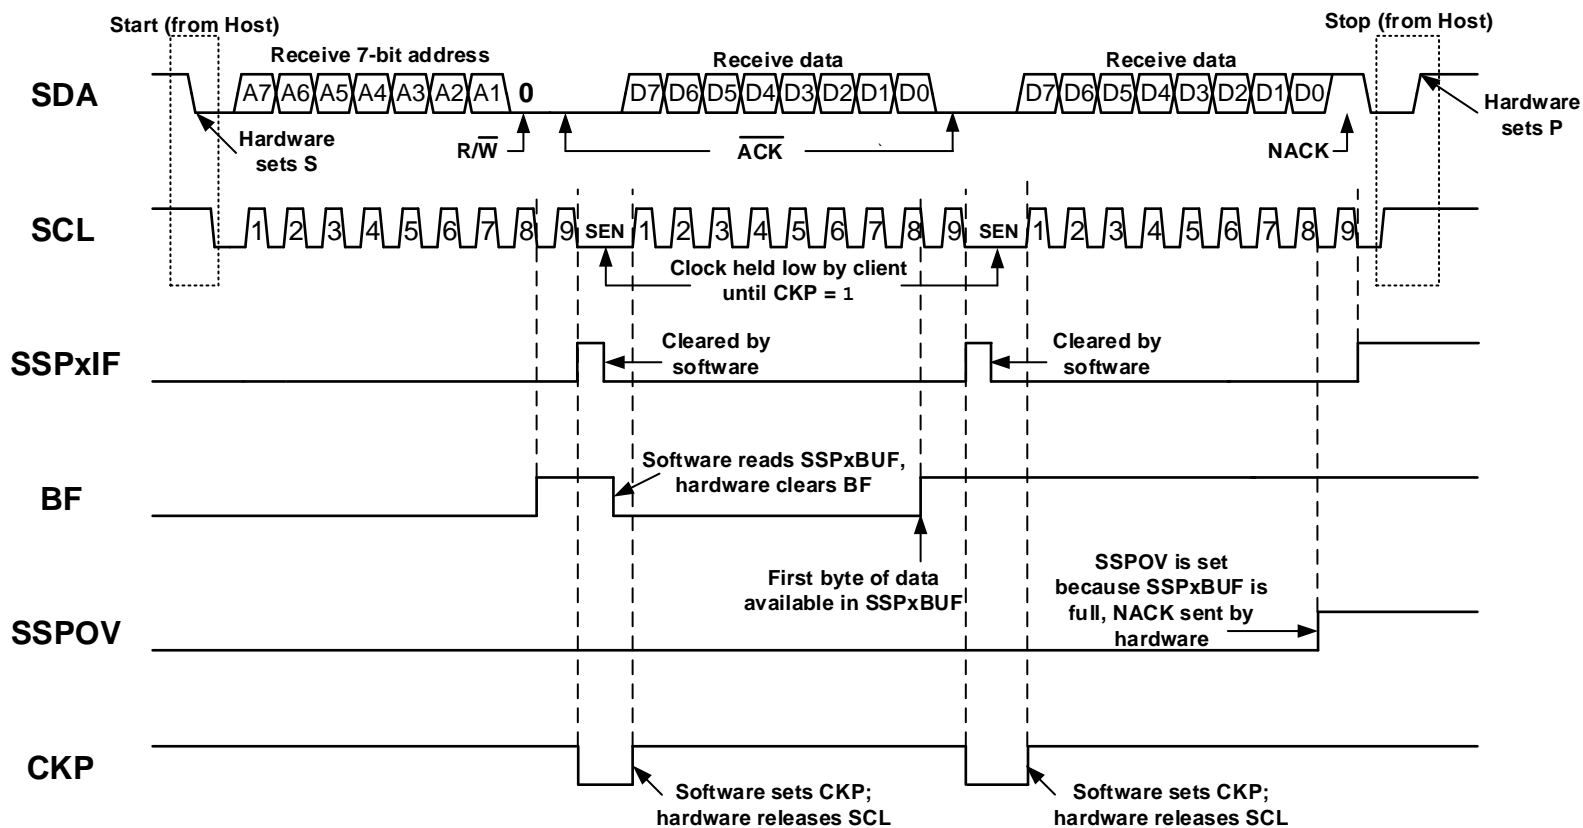 Start (from Host)
Stop (from Host)
Receive 7-bit address
Receive data
Receive data
SDA
A7 A6 A5 A4 A3 A2 A1 0
D7 D6 D5 D4 D3 D2 D1 D0
D7 D6 D5 D4 D3 D2 D1 D0
Hardware
sets S
R/W̅
A̅C̅K̅
NACK
Hardware
sets P
SCL
1 2 3 4 5 6 7 8 9 SEN 1 2 3 4 5 6 7 8 9 SEN 1 2 3 4 5 6 7 8 9
Clock held low by client
until CKP = 1
SSPxIF
Cleared by
software
Cleared by
software
BF
Software reads SSPxBUF,
hardware clears BF
First byte of data
available in SSPxBUF
SSPOV
SSPOV is set
because SSPxBUF is
full, NACK sent by
hardware
CKP
Software sets CKP;
hardware releases SCL
Software sets CKP;
hardware releases SCL